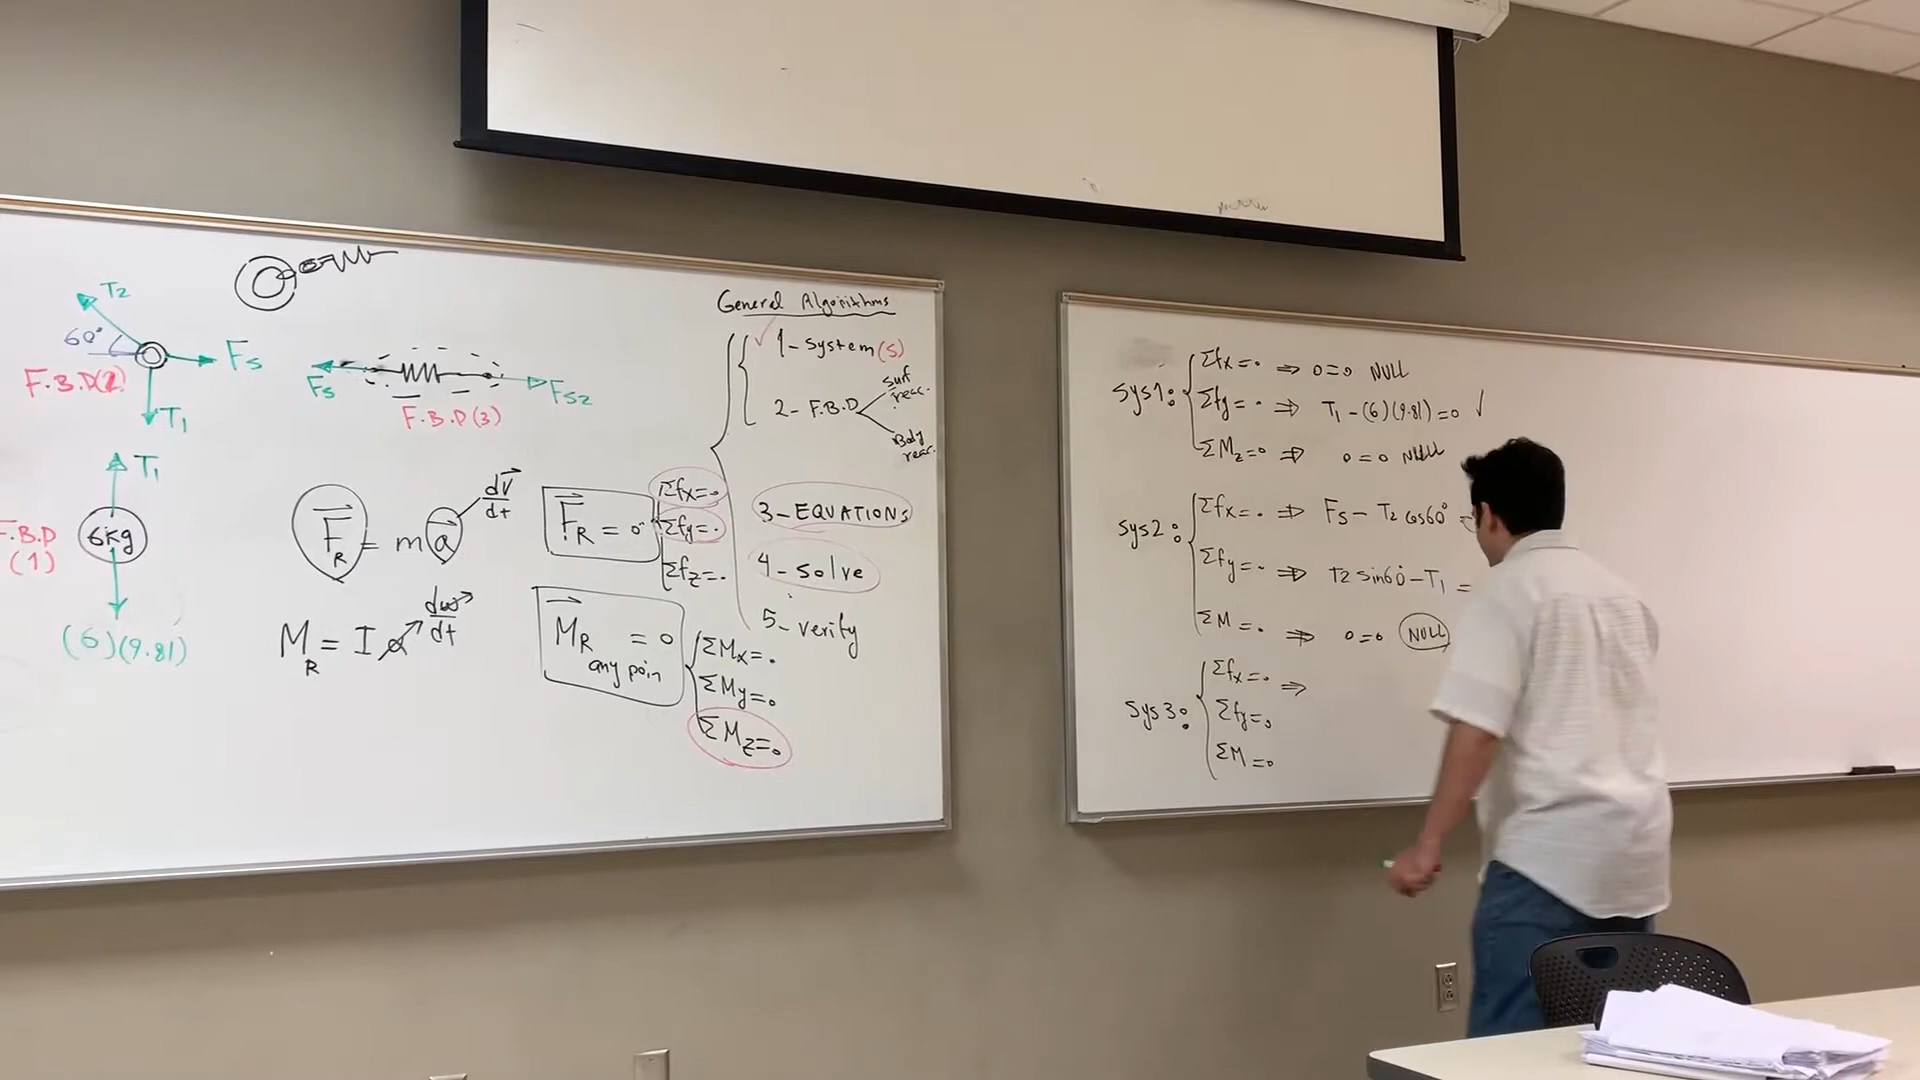 T2
60°
Fs
F.B.D(2)
T1
Fs
Fs2
F.B.D(3)
T1
F.B.D
(1)
6kg
(6)(9.81)
F⃗R = m a⃗
dv⃗/dt
MR = I α
dω/dt
F⃗R = 0
Σfx=0
Σfy=0
Σfz=0
M⃗R = 0
any poin
ΣMx=0
ΣMy=0
ΣMz=0
General Algorithms
1- System(s)
2- F.B.D
Surf reac.
Body reac.
3- EQUATIONS
4- solve
5- verify
Sys1:
Σfx=0 ⇒ 0=0 NULL
Σfy=0 ⇒ T1-(6)(9.81)=0 ✓
ΣMz=0 ⇒ 0=0 NULL
Sys2:
Σfx=0 ⇒ Fs- T2 cos60°
Σfy=0 ⇒ T2 sin60°-T1 =
ΣM=0 ⇒ 0=0 NULL
Sys3:
Σfx=0 ⇒
Σfy=0
ΣM=0